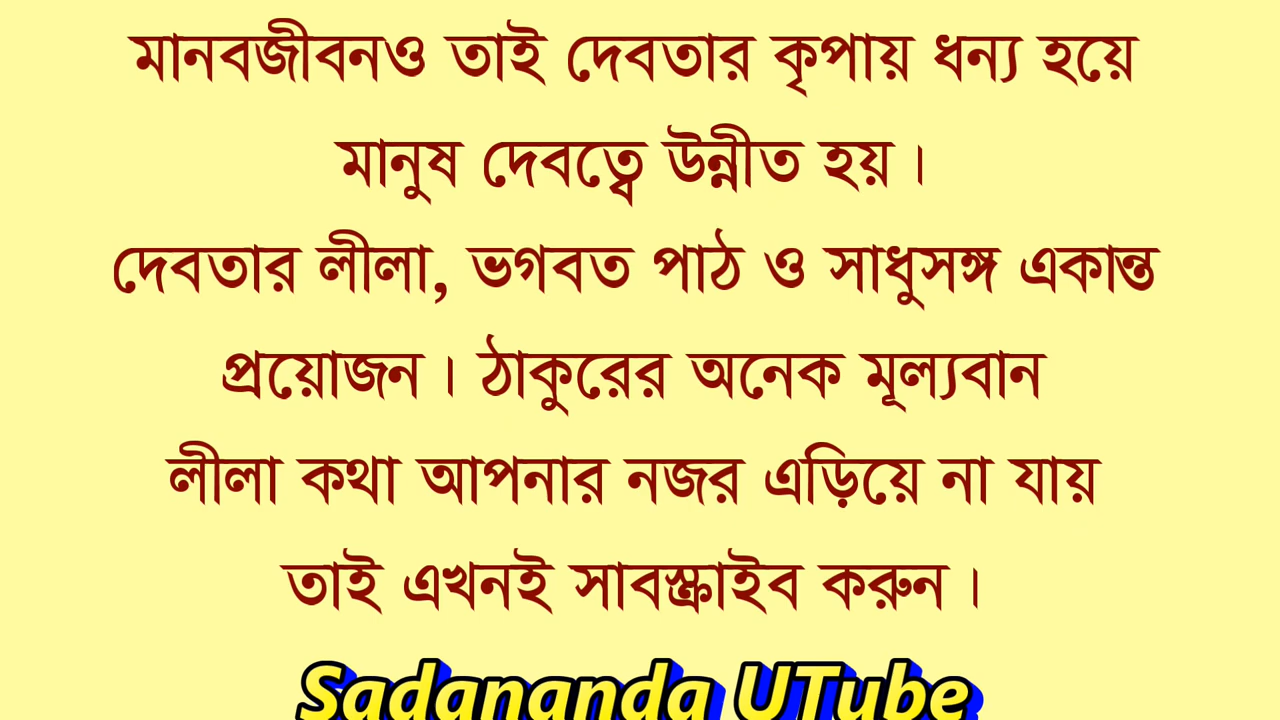 মানবজীবনও তাই দেবতার কৃপায় ধন্য হয়ে
মানুষ দেবত্বে উন্নীত হয়।
দেবতার লীলা, ভগবত পাঠ ও সাধুসঙ্গ একান্ত
প্রয়োজন। ঠাকুরের অনেক মূল্যবান
লীলা কথা আপনার নজর এড়িয়ে না যায়
তাই এখনই সাবস্ক্রাইব করুন।
Sadananda UTube